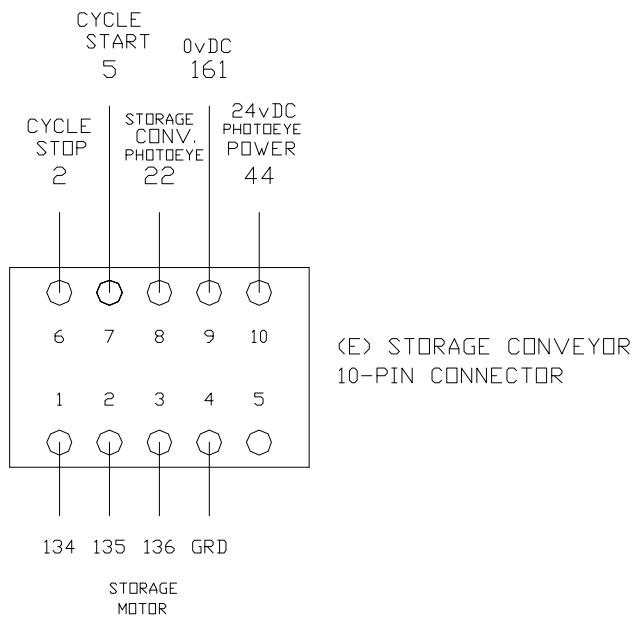 CYCLE
START
5
0vDC
161
CYCLE
STOP
2
STORAGE
CONV.
PHOTOEYE
22
24vDC
PHOTOEYE
POWER
44
6 7 8 9 10
1 2 3 4 5
(E) STORAGE CONVEYOR
10-PIN CONNECTOR
134 135 136 GRD
STORAGE
MOTOR